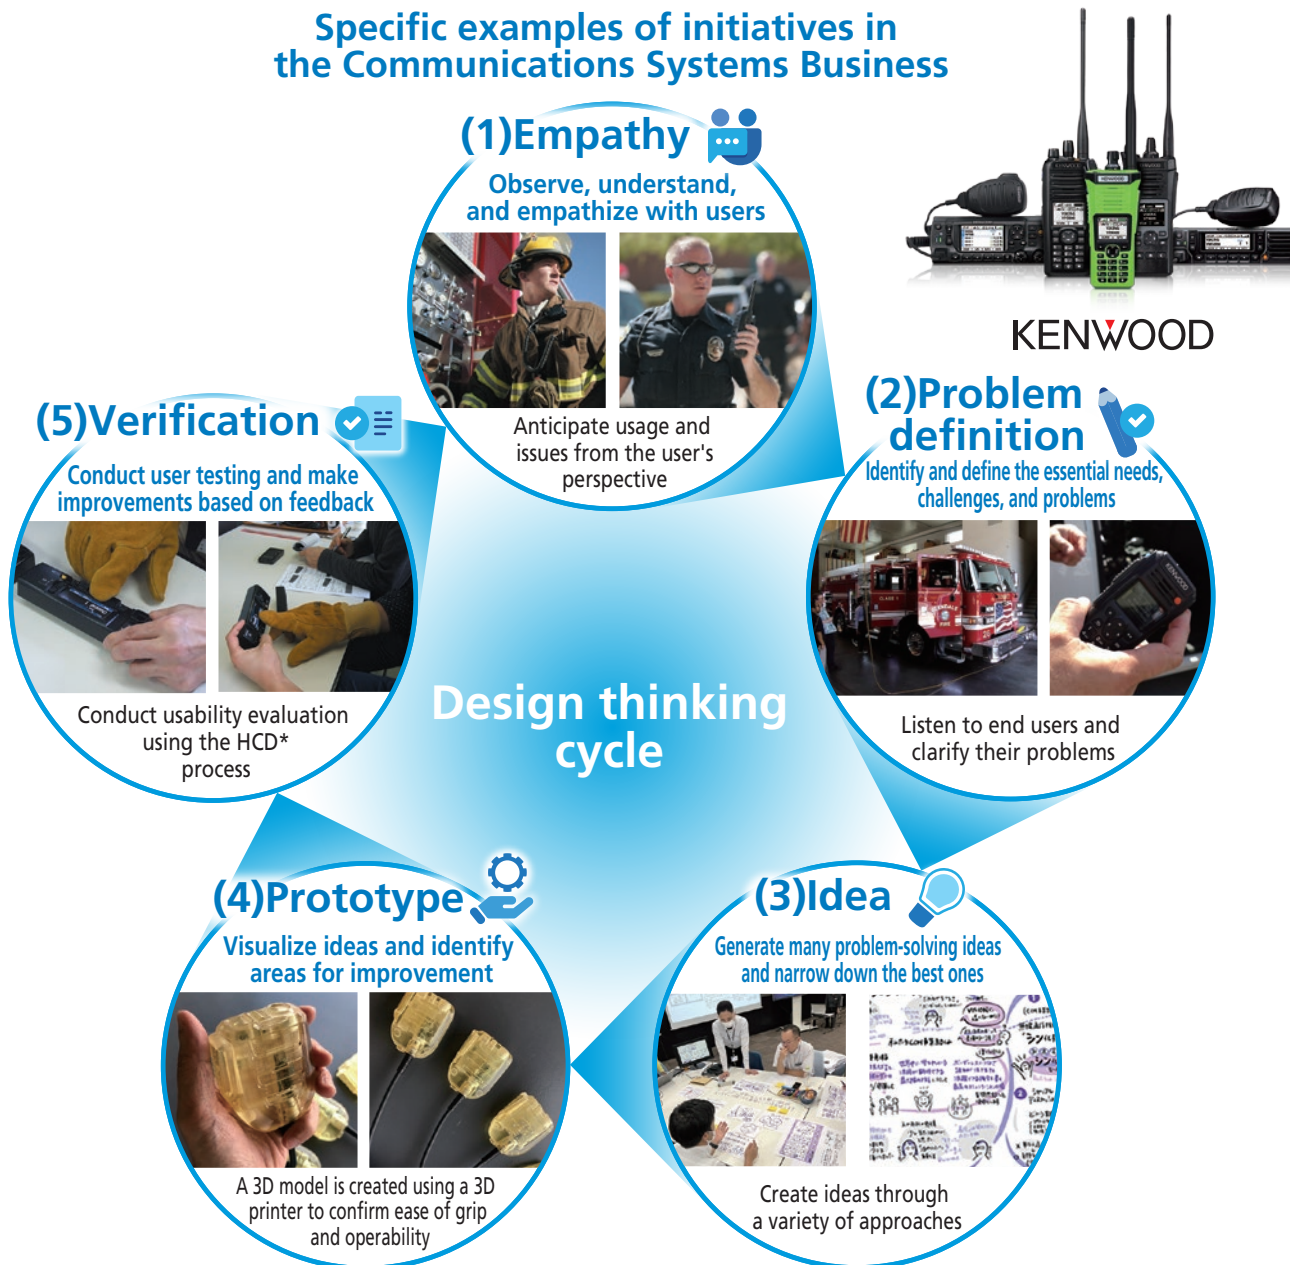 Specific examples of initiatives in
the Communications Systems Business
KENWOOD
(1)Empathy
Observe, understand,
and empathize with users
Anticipate usage and
issues from the user's
perspective
(2)Problem
definition
Identify and define the essential needs,
challenges, and problems
KENWOOD
Listen to end users and
clarify their problems
(3)Idea
Generate many problem-solving ideas
and narrow down the best ones
Create ideas through
a variety of approaches
(4)Prototype
Visualize ideas and identify
areas for improvement
A 3D model is created using a 3D
printer to confirm ease of grip
and operability
(5)Verification
Conduct user testing and make
improvements based on feedback
Conduct usability evaluation
using the HCD*
process
Design thinking
cycle